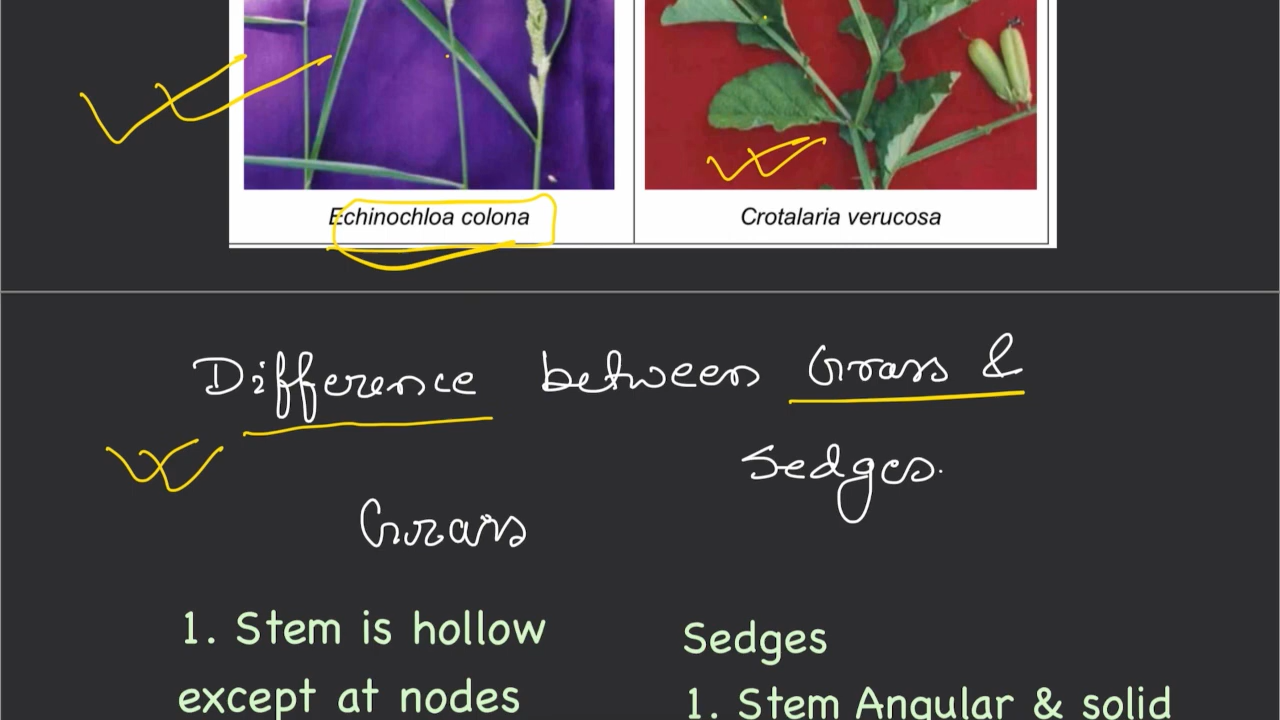 Echinochloa colona
Crotalaria verucosa
Difference between Grass &
Sedges.
Grass
1. Stem is hollow
except at nodes
Sedges
1. Stem Angular & solid